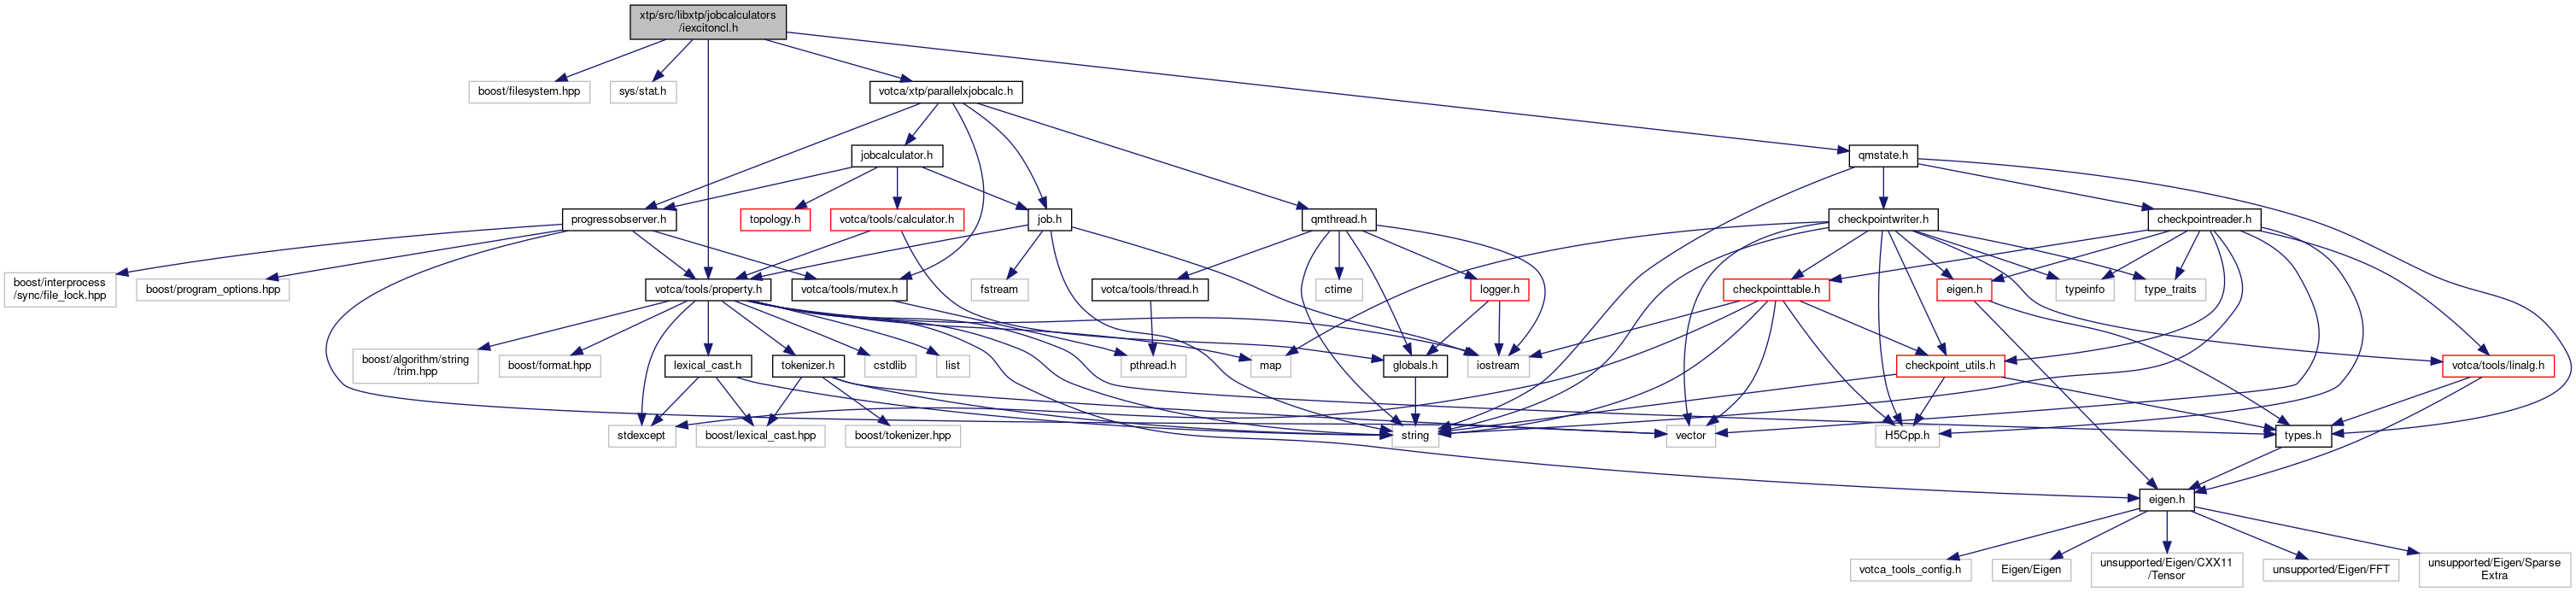 xtp/src/libxtp/jobcalculators
/iexcitoncl.h
boost/filesystem.hpp
sys/stat.h
votca/xtp/parallelxjobcalc.h
jobcalculator.h
qmstate.h
progressobserver.h
topology.h
votca/tools/calculator.h
job.h
qmthread.h
checkpointwriter.h
checkpointreader.h
boost/interprocess
/sync/file_lock.hpp
boost/program_options.hpp
votca/tools/property.h
votca/tools/mutex.h
fstream
votca/tools/thread.h
ctime
logger.h
checkpointtable.h
eigen.h
typeinfo
type_traits
boost/algorithm/string
/trim.hpp
boost/format.hpp
lexical_cast.h
tokenizer.h
cstdlib
list
pthread.h
map
globals.h
iostream
checkpoint_utils.h
votca/tools/linalg.h
stdexcept
boost/lexical_cast.hpp
boost/tokenizer.hpp
string
vector
H5Cpp.h
types.h
eigen.h
votca_tools_config.h
Eigen/Eigen
unsupported/Eigen/CXX11
/Tensor
unsupported/Eigen/FFT
unsupported/Eigen/Sparse
Extra